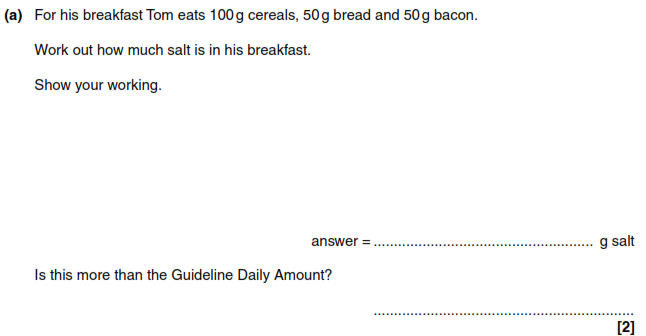 (a) For his breakfast Tom eats 100 g cereals, 50 g bread and 50 g bacon.
Work out how much salt is in his breakfast.
Show your working.
answer = ...................................................... g salt
Is this more than the Guideline Daily Amount?
................................................................
[2]